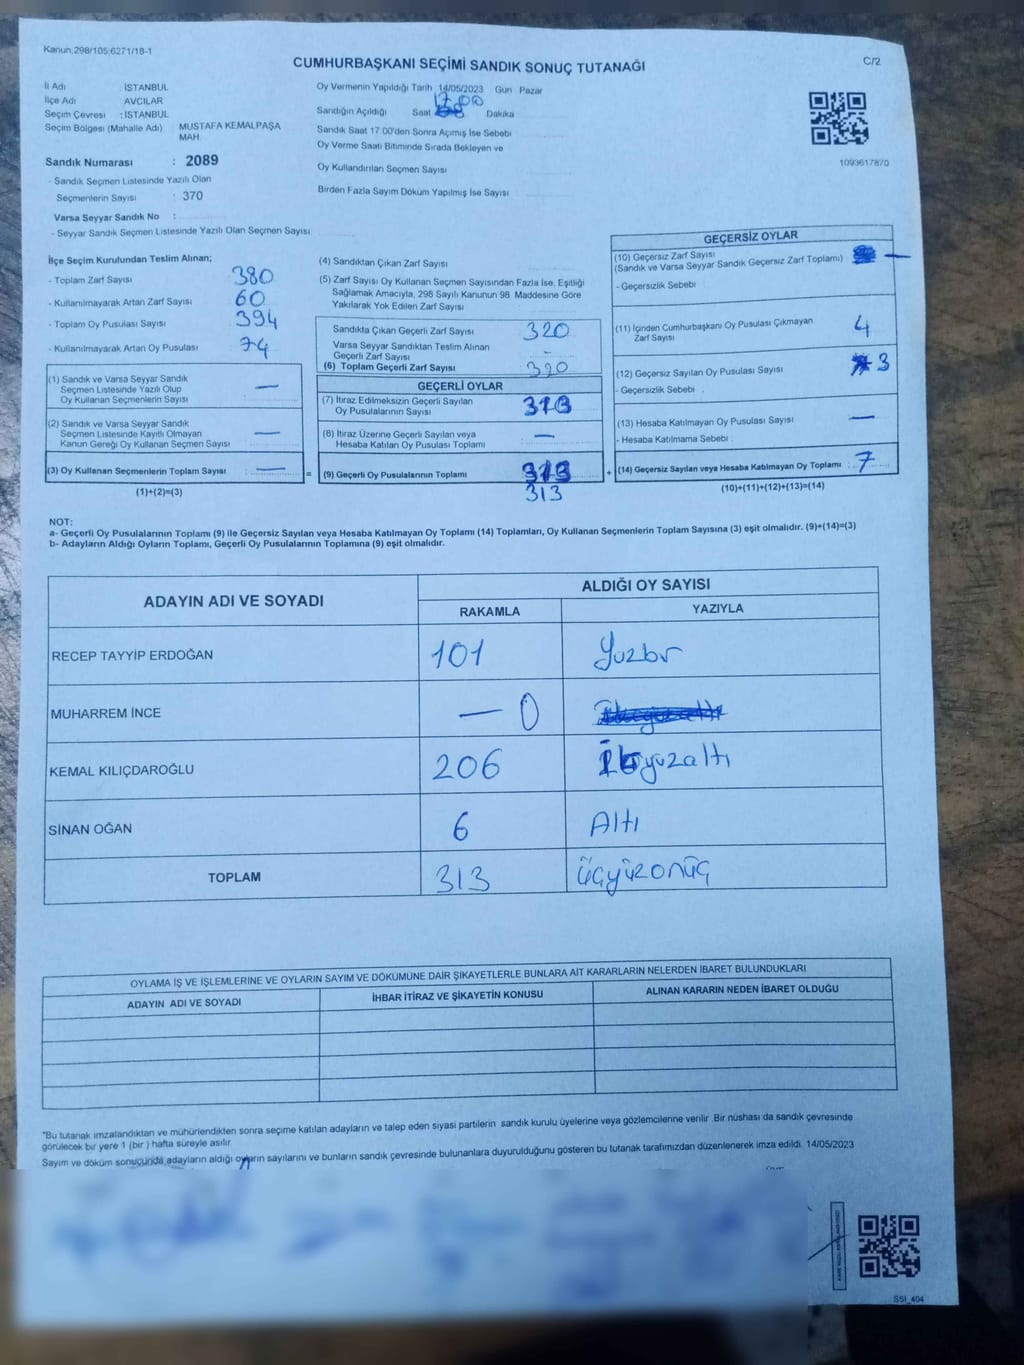 Kanun,298/105;6271/18-1
CUMHURBAŞKANI SEÇİMİ SANDIK SONUÇ TUTANAĞI
C/2
İl Adı : İSTANBUL
İlçe Adı : AVCILAR
Seçim Çevresi : İSTANBUL
Seçim Bölgesi (Mahalle Adı) : MUSTAFA KEMALPAŞA MAH.
Sandık Numarası : 2089
- Sandık Seçmen Listesinde Yazılı Olan
Seçmenlerin Sayısı : 370
Varsa Seyyar Sandık No :
- Seyyar Sandık Seçmen Listesinde Yazılı Olan Seçmen Sayısı
Oy Vermenin Yapıldığı Tarih 14/05/2023 Gün Pazar
Sandığın Açıldığı Saat 17.00 Dakika
Sandık Saat 17.00'den Sonra Açılmış İse Sebebi
Oy Verme Saati Bitiminde Sırada Bekleyen ve
Oy Kullandırılan Seçmen Sayısı
Birden Fazla Sayım Döküm Yapılmış İse Sayısı
1093617870
İlçe Seçim Kurulundan Teslim Alınan;
- Toplam Zarf Sayısı 380
- Kullanılmayarak Artan Zarf Sayısı 60
- Toplam Oy Pusulası Sayısı 394
- Kullanılmayarak Artan Oy Pusulası 74
(1) Sandık ve Varsa Seyyar Sandık
Seçmen Listesinde Yazılı Olup
Oy Kullanan Seçmenlerin Sayısı —
(2) Sandık ve Varsa Seyyar Sandık
Seçmen Listesinde Kayıtlı Olmayan
Kanun Gereği Oy Kullanan Seçmen Sayısı —
(3) Oy Kullanan Seçmenlerin Toplam Sayısı : —
(1)+(2)=(3)
(4) Sandıktan Çıkan Zarf Sayısı
(5) Zarf Sayısı Oy Kullanan Seçmen Sayısından Fazla İse, Eşitliği
Sağlamak Amacıyla, 298 Sayılı Kanunun 98. Maddesine Göre
Yakılarak Yok Edilen Zarf Sayısı
Sandıkta Çıkan Geçerli Zarf Sayısı 320
Varsa Seyyar Sandıktan Teslim Alınan
Geçerli Zarf Sayısı -
(6) Toplam Geçerli Zarf Sayısı 320
GEÇERLİ OYLAR
(7) İtiraz Edilmeksizin Geçerli Sayılan
Oy Pusulalarının Sayısı 313
(8) İtiraz Üzerine Geçerli Sayılan veya
Hesaba Katılan Oy Pusulası Toplamı —
= (9) Geçerli Oy Pusulalarının Toplamı 313
313
GEÇERSİZ OYLAR
(10) Geçersiz Zarf Sayısı
(Sandık ve Varsa Seyyar Sandık Geçersiz Zarf Toplamı) —
- Geçersizlik Sebebi
(11) İçinden Cumhurbaşkanı Oy Pusulası Çıkmayan
Zarf Sayısı 4
(12) Geçersiz Sayılan Oy Pusulası Sayısı 3
- Geçersizlik Sebebi :
(13) Hesaba Katılmayan Oy Pusulası Sayısı —
- Hesaba Katılmama Sebebi
+ (14) Geçersiz Sayılan veya Hesaba Katılmayan Oy Toplamı : 7
(10)+(11)+(12)+(13)=(14)
NOT:
a- Geçerli Oy Pusulalarının Toplamı (9) ile Geçersiz Sayılan veya Hesaba Katılmayan Oy Toplamı (14) Toplamları, Oy Kullanan Seçmenlerin Toplam Sayısına (3) eşit olmalıdır. (9)+(14)=(3)
b- Adayların Aldığı Oyların Toplamı, Geçerli Oy Pusulalarının Toplamına (9) eşit olmalıdır.
ADAYIN ADI VE SOYADI
ALDIĞI OY SAYISI
RAKAMLA YAZIYLA
RECEP TAYYİP ERDOĞAN 101 Yüzbir
MUHARREM İNCE — 0
KEMAL KILIÇDAROĞLU 206 İkiyüzaltı
SİNAN OĞAN 6 Altı
TOPLAM 313 Üçyüzonüç
OYLAMA İŞ VE İŞLEMLERİNE VE OYLARIN SAYIM VE DÖKÜMÜNE DAİR ŞİKAYETLERLE BUNLARA AİT KARARLARIN NELERDEN İBARET BULUNDUKLARI
ADAYIN ADI VE SOYADI İHBAR İTİRAZ VE ŞİKAYETİN KONUSU ALINAN KARARIN NEDEN İBARET OLDUĞU
"Bu tutanak imzalandıktan ve mühürlendikten sonra seçime katılan adayların ve talep eden siyasi partilerin sandık kurulu üyelerine veya gözlemcilerine verilir. Bir nüshası da sandık çevresinde
görülecek bir yere 1 (bir ) hafta süreyle asılır.
Sayım ve döküm sonucunda adayların aldığı oyların sayılarını ve bunların sandık çevresinde bulunanlara duyurulduğunu gösteren bu tutanak tarafımızdan düzenlenerek imza edildi. 14/05/2023
SSİ_404